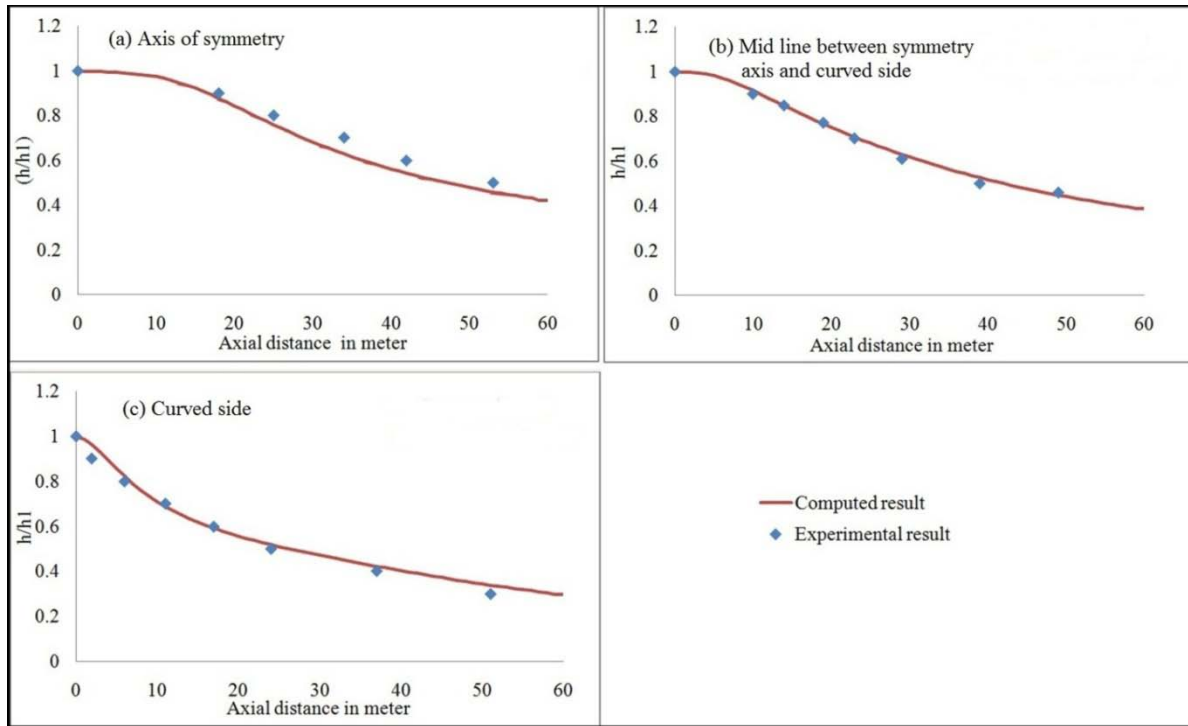 1.2
(a) Axis of symmetry
1
0.8
(h/h1)
0.6
0.4
0.2
0
0 10 20 30 40 50 60
Axial distance in meter
1.2
(b) Mid line between symmetry
axis and curved side
1
0.8
h/h1
0.6
0.4
0.2
0
0 10 20 30 40 50 60
Axial distance in meter
1.2
(c) Curved side
1
0.8
h/h1
0.6
0.4
0.2
0
0 10 20 30 40 50 60
Axial distance in meter
Computed result
Experimental result